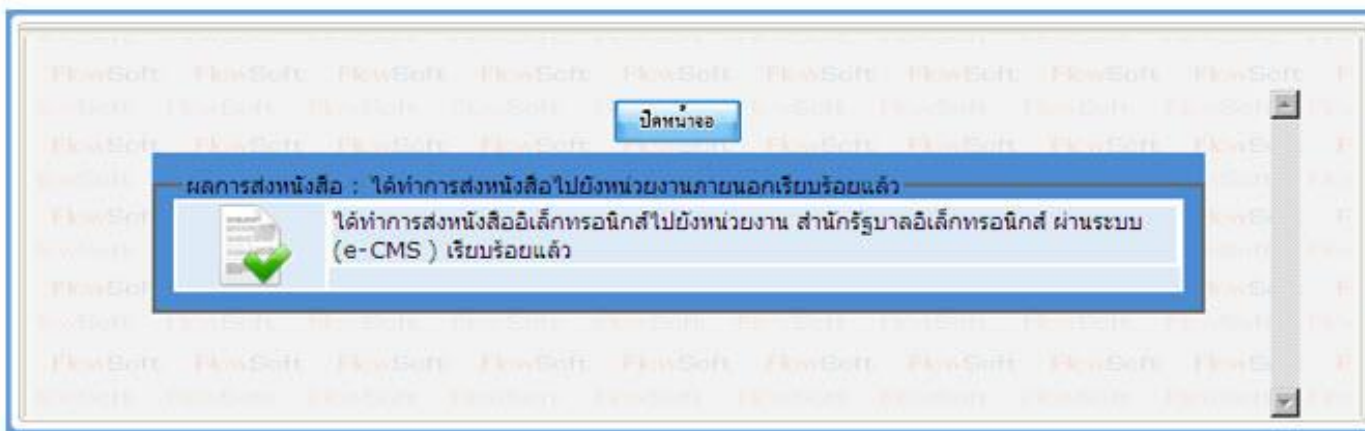 ปิดหน้าจอ
ผลการส่งหนังสือ : ได้ทำการส่งหนังสือไปยังหน่วยงานภายนอกเรียบร้อยแล้ว
ได้ทำการส่งหนังสืออิเล็กทรอนิกส์ไปยังหน่วยงาน สำนักรัฐบาลอิเล็กทรอนิกส์ ผ่านระบบ
(e-CMS ) เรียบร้อยแล้ว